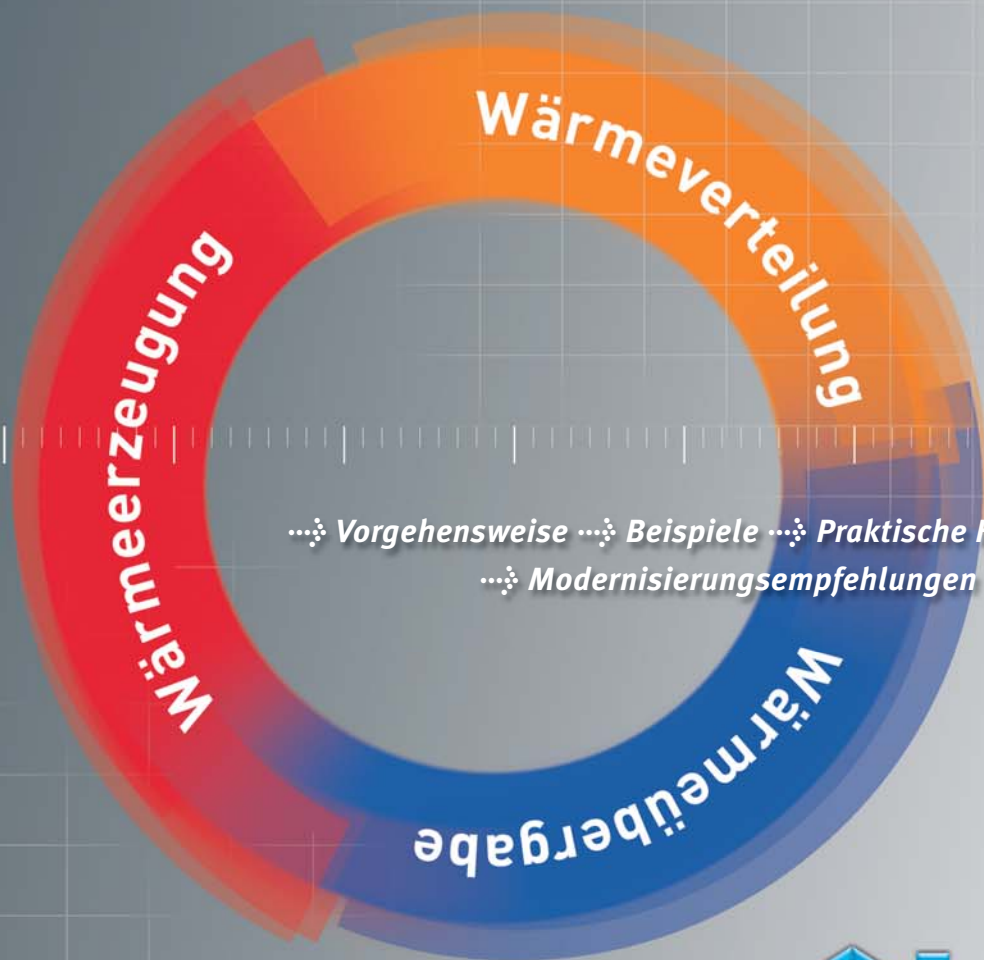 Wärmeverteilung
Wärmeerzeugung
Vorgehensweise Beispiele Praktische
Modernisierungsempfehlungen
Wärmeübergabe